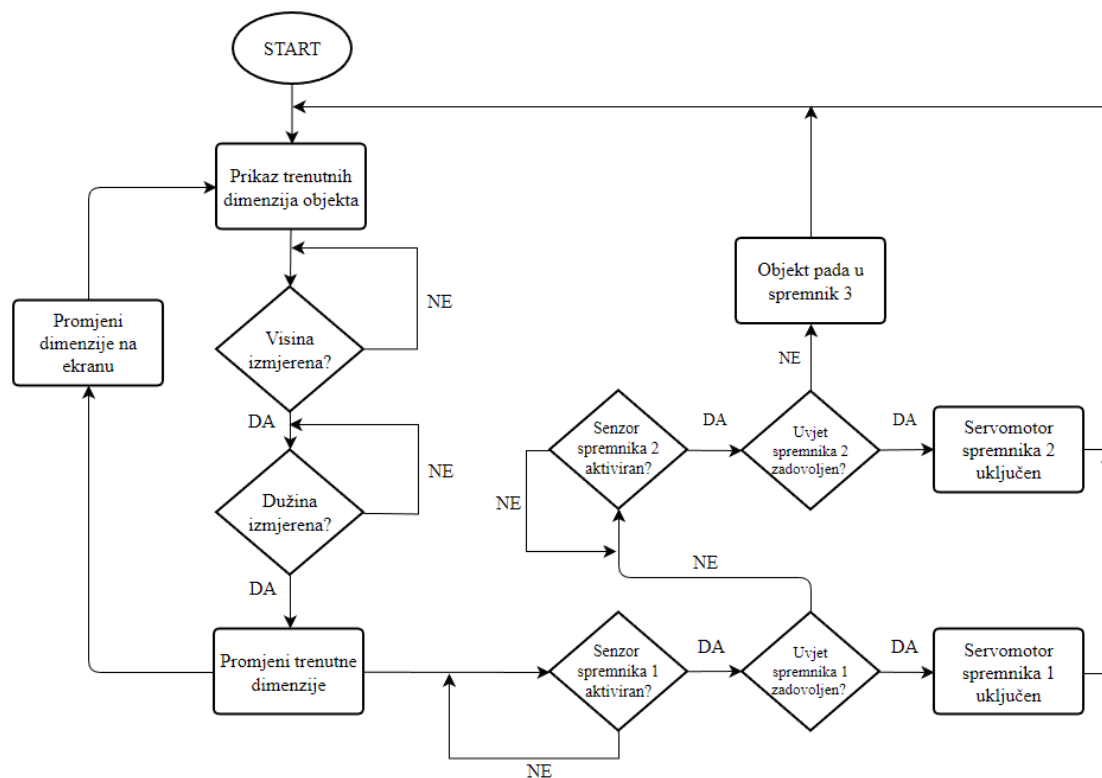 START
Prikaz trenutnih
dimenzija objekta
NE
Visina
izmjerena?
DA
NE
Dužina
izmjerena?
DA
Promjeni trenutne
dimenzije
Promjeni
dimenzije na
ekranu
Senzor
spremnika 1
aktiviran?
NE
DA
Uvjet
spremnika 1
zadovoljen?
DA
Servomotor
spremnika 1
uključen
NE
Senzor
spremnika 2
aktiviran?
NE
DA
Uvjet
spremnika 2
zadovoljen?
DA
Servomotor
spremnika 2
uključen
NE
Objekt pada u
spremnik 3